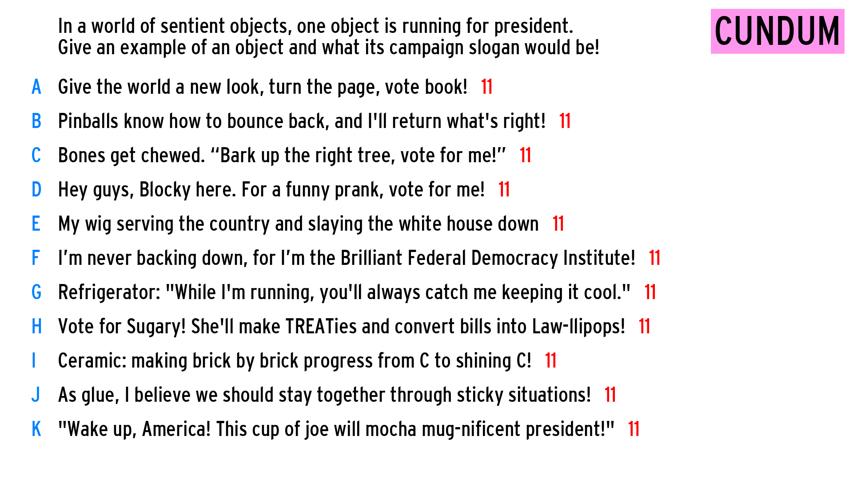 In a world of sentient objects, one object is running for president.
Give an example of an object and what its campaign slogan would be!
CUNDUM
A Give the world a new look, turn the page, vote book! 11
B Pinballs know how to bounce back, and I'll return what's right! 11
C Bones get chewed. “Bark up the right tree, vote for me!” 11
D Hey guys, Blocky here. For a funny prank, vote for me! 11
E My wig serving the country and slaying the white house down 11
F I’m never backing down, for I’m the Brilliant Federal Democracy Institute! 11
G Refrigerator: "While I'm running, you'll always catch me keeping it cool." 11
H Vote for Sugary! She'll make TREATies and convert bills into Law-llipops! 11
I Ceramic: making brick by brick progress from C to shining C! 11
J As glue, I believe we should stay together through sticky situations! 11
K "Wake up, America! This cup of joe will mocha mug-nificent president!" 11